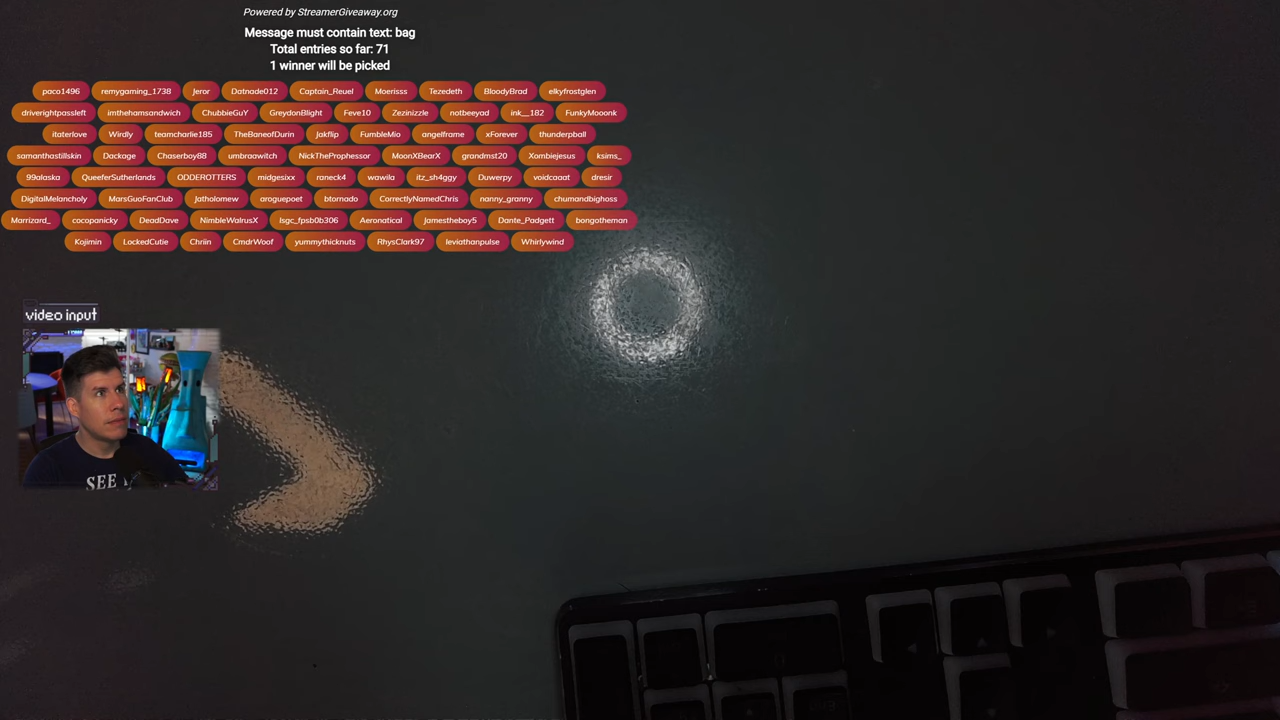 Powered by StreamerGiveaway.org
Message must contain text: bag
Total entries so far: 71
1 winner will be picked
paco1496 remygaming_1738 Jeror Datnade012 Captain_Reuel Moerisss Tezedeth BloodyBrad elkyfrostglen
driverightpassleft imthehamsandwich ChubbieGuY GreydonBlight Feve10 Zezinizzle notbeeyad ink__182 FunkyMooonk
itaterlove Wirdly teamcharlie185 TheBaneofDurin Jakflip FumbleMio angelframe xForever thunderpball
samanthastillskin Dackage Chaserboy88 umbraawitch NickTheProphessor MoonXBearX grandmst20 Xombiejesus ksims_
99alaska QueeferSutherlands ODDEROTTERS midgesixx raneck4 wawila itz_sh4ggy Duwerpy voidcaaat dresir
DigitalMelancholy MarsGuoFanClub Jatholomew aroguepoet btornado CorrectlyNamedChris nanny_granny chumandbighoss
Marrizard_ cocopanicky DeadDave NimbleWalrusX lsgc_fpsb0b306 Aeronatical Jamestheboy5 Dante_Padgett bongotheman
Kojimin LockedCutie Chriin CmdrWoof yummythicknuts RhysClark97 leviathanpulse Whirlywind
video input
SEE